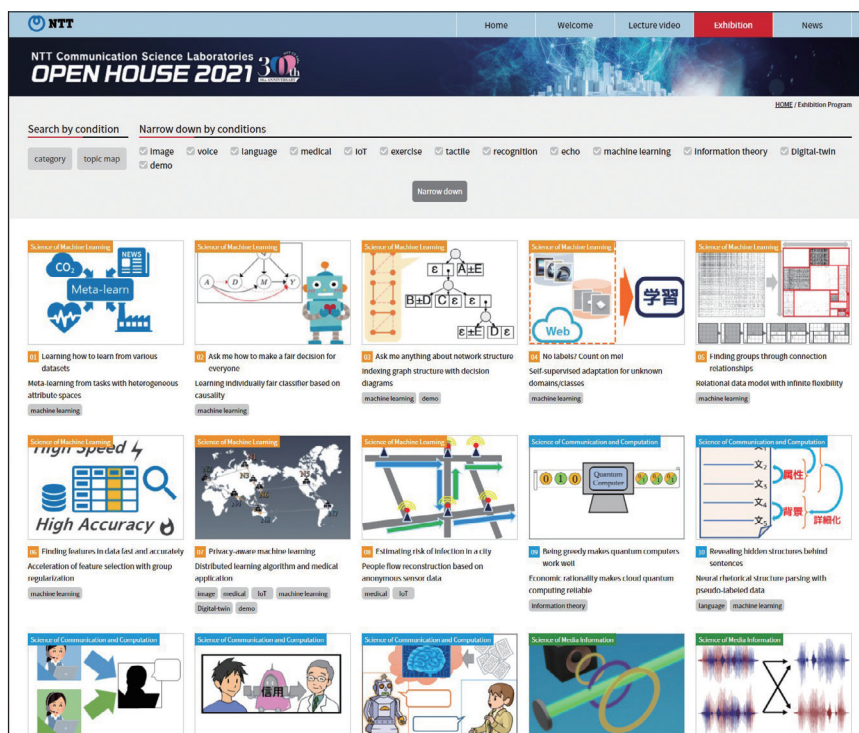 NTT
Home
Welcome
Lecture video
Exhibition
News
NTT Communication Science Laboratories
OPEN HOUSE 2021 30th
HOME / Exhibition Program
Search by condition
Narrow down by conditions
category
topic map
image
voice
language
medical
IoT
exercise
tactile
recognition
echo
machine learning
Information theory
Digital-twin
demo
Narrow down
Science of Machine Learning
CO2
NEWS
Meta-learn
01 Learning how to learn from various
datasets
Meta-learning from tasks with heterogeneous
attribute spaces
machine learning
Science of Machine Learning
A
D
M
Y
02 Ask me how to make a fair decision for
everyone
Learning individually fair classifier based on
causality
machine learning
Science of Machine Learning
ε
A±E
B±D
C
ε
ε
ε±E
D
ε
03 Ask me anything about network structure
Indexing graph structure with decision
diagrams
machine learning
demo
Science of Machine Learning
学習
Web
04 No labels? Count on me!
Self-supervised adaptation for unknown
domains/classes
machine learning
Science of Machine Learning
05 Finding groups through connection
relationships
Relational data model with infinite flexibility
machine learning
Science of Machine Learning
High Speed
High Accuracy
06 Finding features in data fast and accurately
Acceleration of feature selection with group
regularization
machine learning
Science of Machine Learning
07 Privacy-aware machine learning
Distributed learning algorithm and medical
application
image
medical
IoT
machine learning
Digital-twin
demo
Science of Machine Learning
08 Estimating risk of infection in a city
People flow reconstruction based on
anonymous sensor data
medical
IoT
Science of Communication and Computation
0 1 0
Quantum
Computer
09 Being greedy makes quantum computers
work well
Economic rationality makes cloud quantum
computing reliable
Information theory
Science of Communication and Computation
文1
文2
文3
文4
文5
属性
背景
詳細化
10 Revealing hidden structures behind
sentences
Neural rhetorical structure parsing with
pseudo-labeled data
language
machine learning
Science of Communication and Computation
Science of Communication and Computation
信用
Science of Communication and Computation
Science of Media Information
Science of Media Information